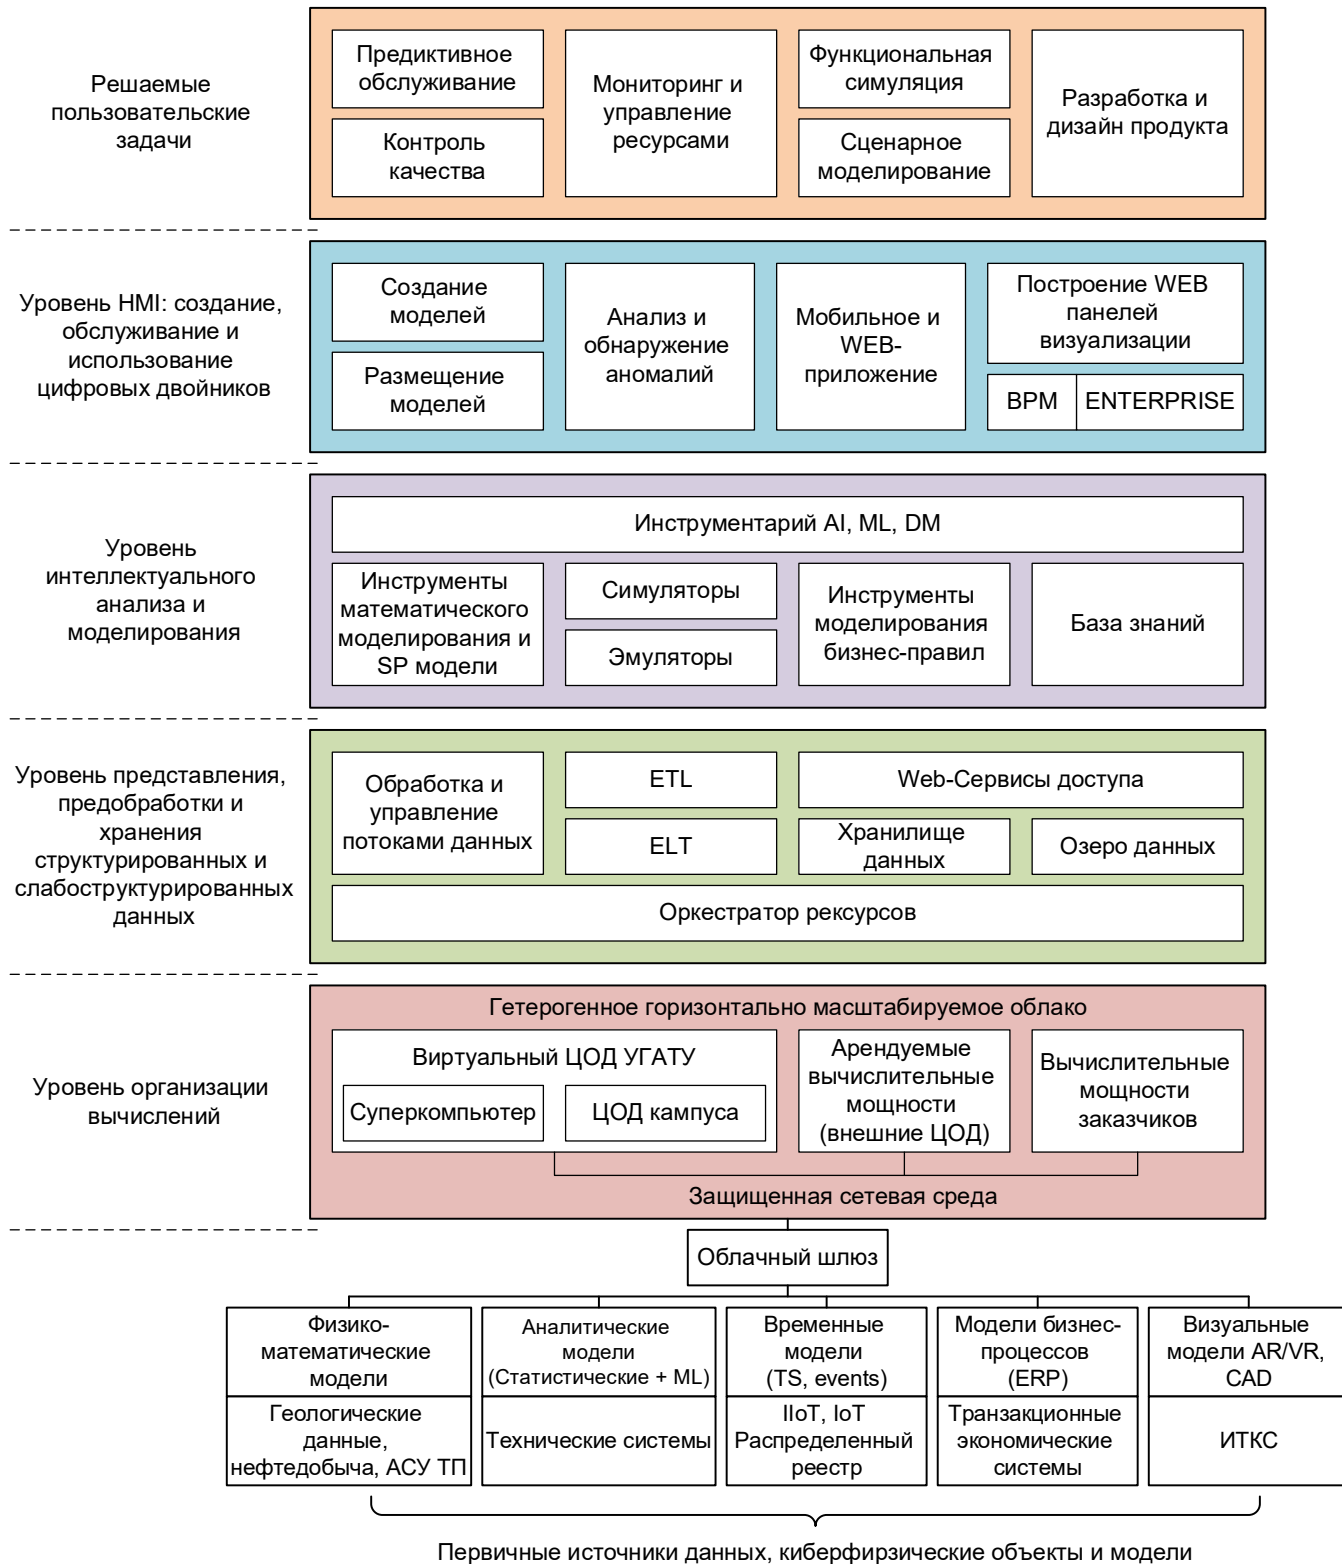 Решаемые
пользовательские
задачи
Предиктивное
обслуживание
Контроль
качества
Мониторинг и
управление
ресурсами
Функциональная
симуляция
Сценарное
моделирование
Разработка и
дизайн продукта
Уровень HMI: создание,
обслуживание и
использование
цифровых двойников
Создание
моделей
Размещение
моделей
Анализ и
обнаружение
аномалий
Мобильное и
WEB-
приложение
Построение WEB
панелей
визуализации
BPM
ENTERPRISE
Уровень
интеллектуального
анализа и
моделирования
Инструментарий AI, ML, DM
Инструменты
математического
моделирования и
SP модели
Симуляторы
Эмуляторы
Инструменты
моделирования
бизнес-правил
База знаний
Уровень представления,
предобработки и
хранения
структурированных и
слабоструктурированных
данных
Обработка и
управление
потоками данных
ETL
ELT
Web-Сервисы доступа
Хранилище
данных
Озеро данных
Оркестратор рексурсов
Уровень организации
вычислений
Гетерогенное горизонтально масштабируемое облако
Виртуальный ЦОД УГАТУ
Суперкомпьютер
ЦОД кампуса
Арендуемые
вычислительные
мощности
(внешние ЦОД)
Вычислительные
мощности
заказчиков
Защищенная сетевая среда
Облачный шлюз
Физико-
математические
модели
Геологические
данные,
нефтедобыча, АСУ ТП
Аналитические
модели
(Статистические + ML)
Технические системы
Временные
модели
(TS, events)
IIoT, IoT
Распределенный
реестр
Модели бизнес-
процессов
(ERP)
Транзакционные
экономические
системы
Визуальные
модели AR/VR,
CAD
ИТКС
Первичные источники данных, киберфирзические объекты и модели